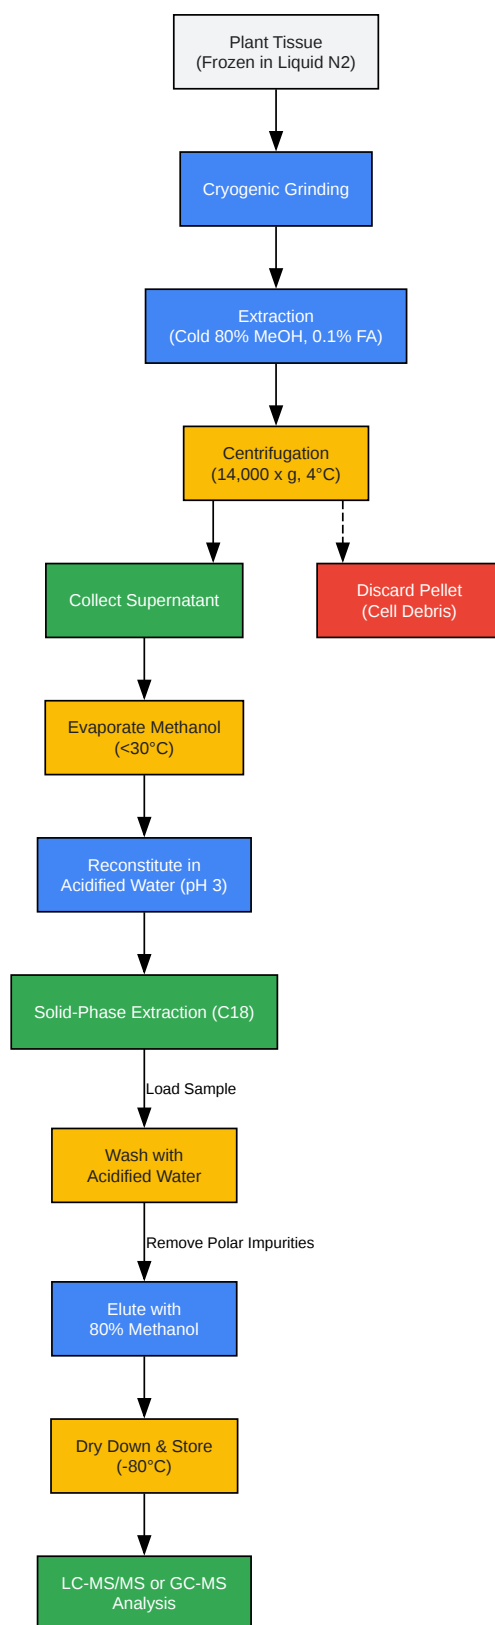 Plant Tissue
(Frozen in Liquid N2)
Cryogenic Grinding
Extraction
(Cold 80% MeOH, 0.1% FA)
Centrifugation
(14,000 x g, 4°C)
Collect Supernatant
Discard Pellet
(Cell Debris)
Evaporate Methanol
(<30°C)
Reconstitute in
Acidified Water (pH 3)
Solid-Phase Extraction (C18)
Load Sample
Wash with
Acidified Water
Remove Polar Impurities
Elute with
80% Methanol
Dry Down & Store
(-80°C)
LC-MS/MS or GC-MS
Analysis